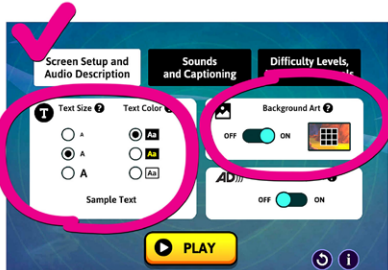 Screen Setup and
Audio Description
Sounds
and Captioning
Difficulty Levels,
T Text Size ? Text Color ?
A Aa
A Aa
A Aa
Sample Text
Background Art ?
OFF ON
AD)))
OFF ON
PLAY
i